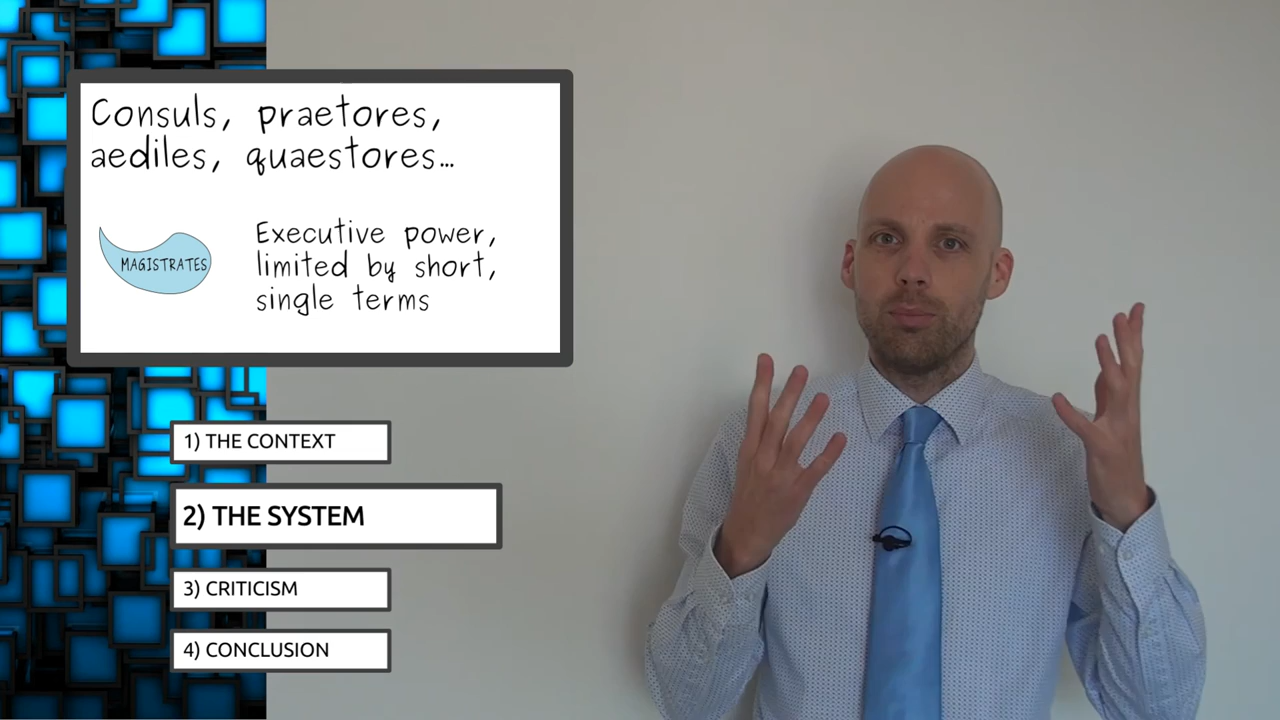 Consuls, praetores,
aediles, quaestores...
MAGISTRATES
Executive power,
limited by short,
single terms
1) THE CONTEXT
2) THE SYSTEM
3) CRITICISM
4) CONCLUSION